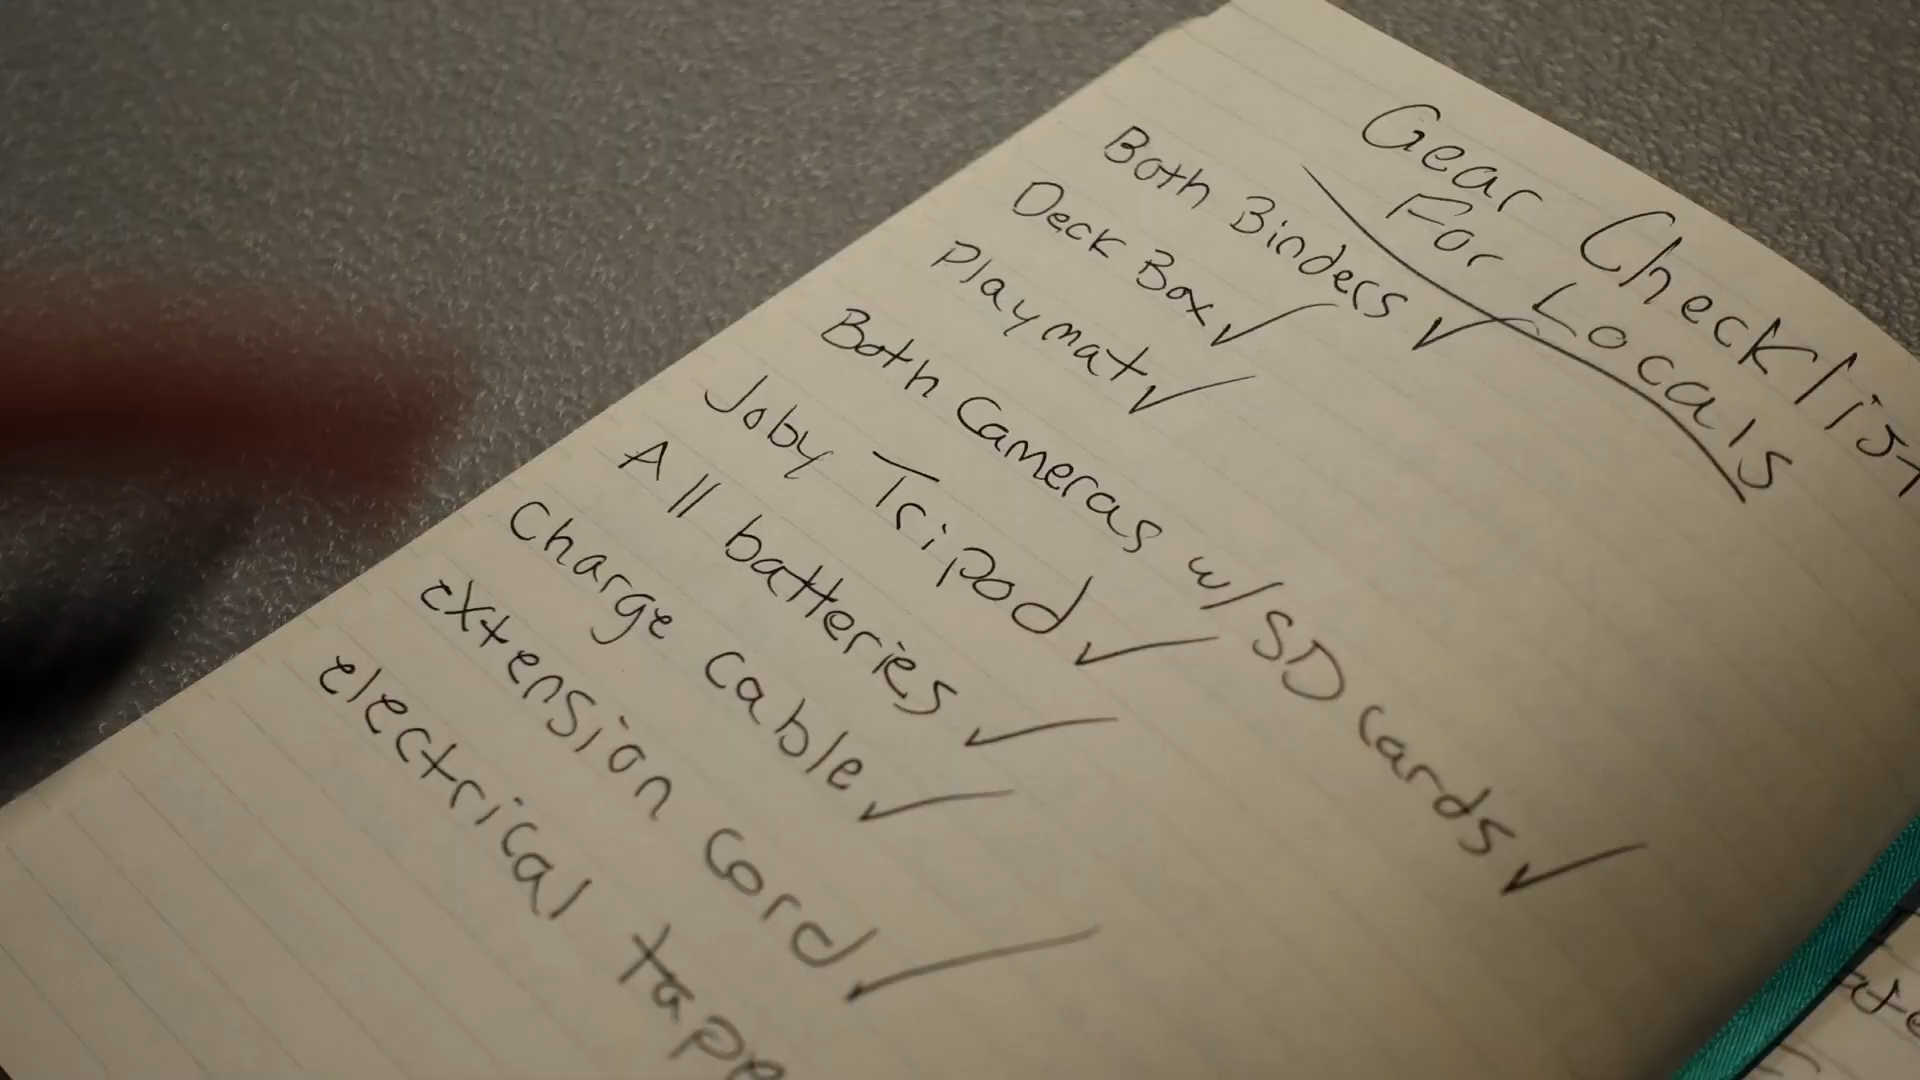 Gear Checklist
For Locals
Both Binders ✓
Deck Box ✓
Playmat ✓
Both Cameras w/ SD cards ✓
Joby Tripod ✓
All batteries ✓
Charge cable ✓
extension cord ✓
electrical tape